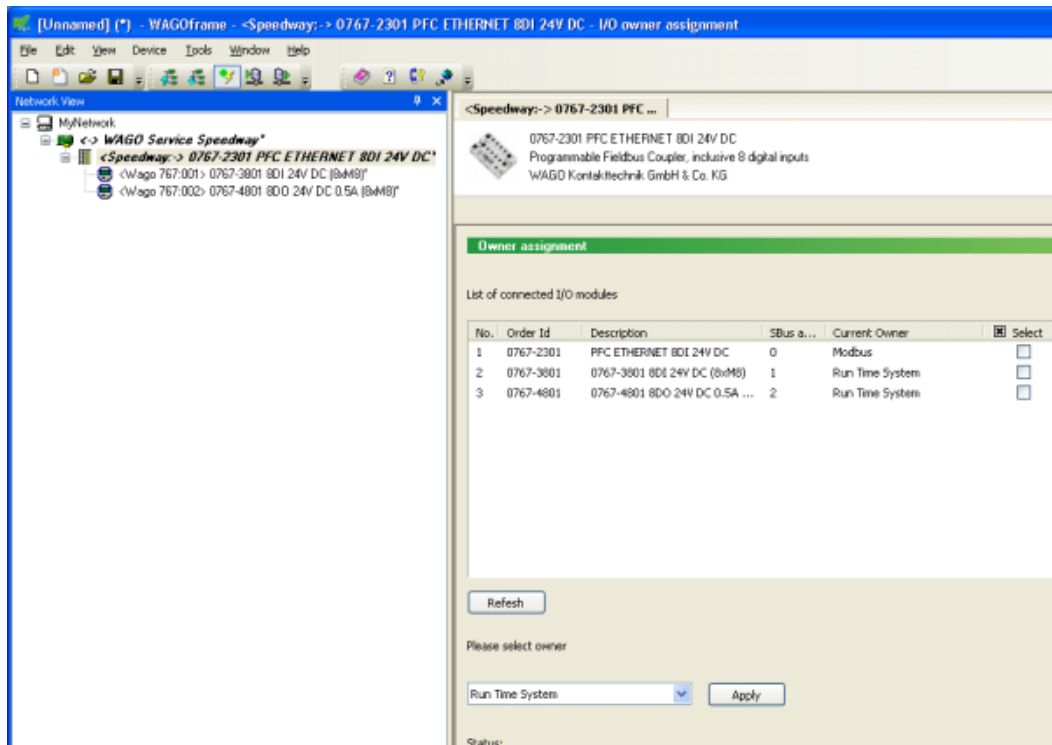 [Unnamed] (*) - WAGOframe - <Speedway:-> 0767-2301 PFC ETHERNET 8DI 24V DC - I/O owner assignment
File Edit View Device Tools Window Help
Network View
MyNetwork
<-> WAGO Service Speedway*
<Speedway:-> 0767-2301 PFC ETHERNET 8DI 24V DC*
<Wago 767:001> 0767-3801 8DI 24V DC (8xM8)*
<Wago 767:002> 0767-4801 8DO 24V DC 0.5A (8xM8)*
<Speedway:-> 0767-2301 PFC ...
0767-2301 PFC ETHERNET 8DI 24V DC
Programmable Fieldbus Coupler, inclusive 8 digital inputs
WAGO Kontakttechnik GmbH & Co. KG
Owner assignment
List of connected I/O modules
No. Order Id Description SBus a... Current Owner Select
1 0767-2301 PFC ETHERNET 8DI 24V DC 0 Modbus
2 0767-3801 0767-3801 8DI 24V DC (8xM8) 1 Run Time System
3 0767-4801 0767-4801 8DO 24V DC 0.5A ... 2 Run Time System
Refesh
Please select owner
Run Time System Apply
Status: